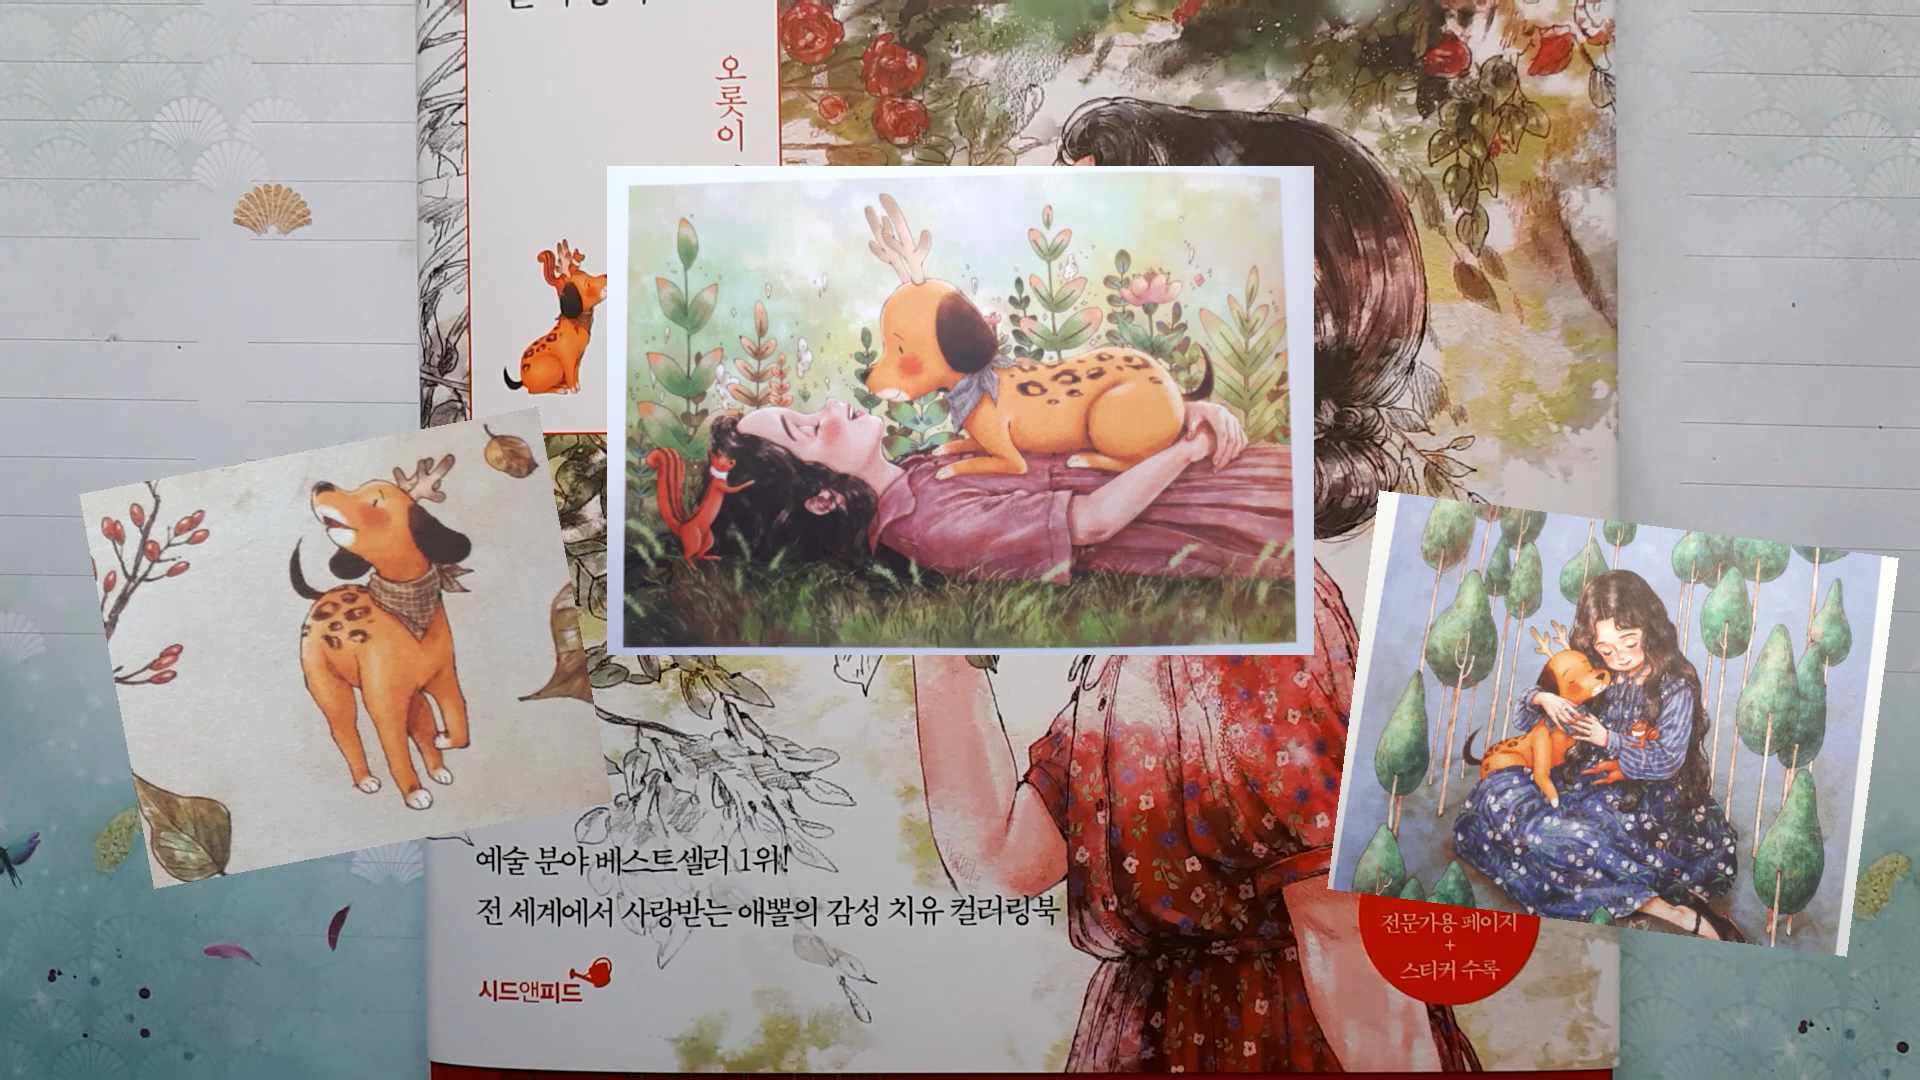 오롯이
예술 분야 베스트셀러 1위!
전 세계에서 사랑받는 애뽈의 감성 치유 컬러링북
시드앤피드
전문가용 페이지
+
스티커 수록